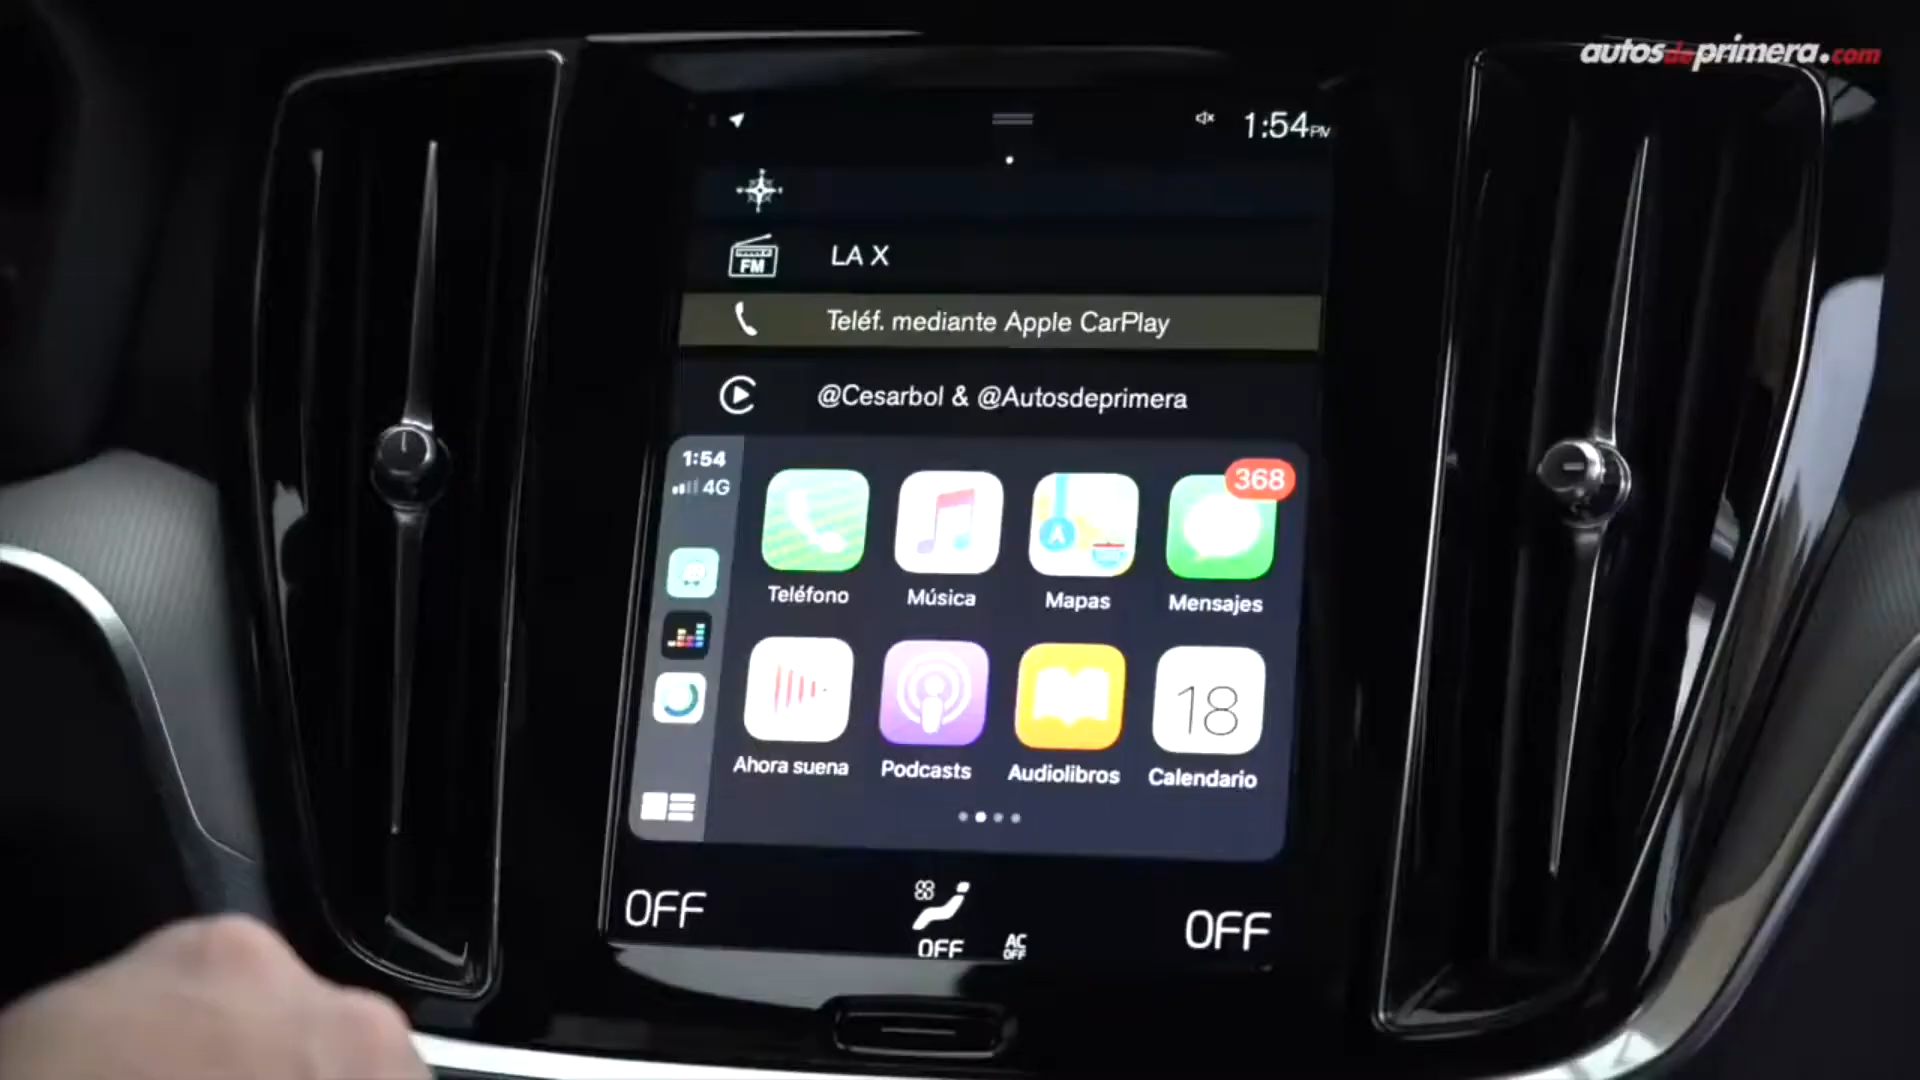 autosdeprimera.com
1:54PM
FM
LA X
Teléf. mediante Apple CarPlay
@Cesarbol & @Autosdeprimera
1:54
4G
368
Teléfono
Música
Mapas
Mensajes
18
Ahora suena
Podcasts
Audiolibros
Calendario
OFF
OFF
AC
OFF
OFF